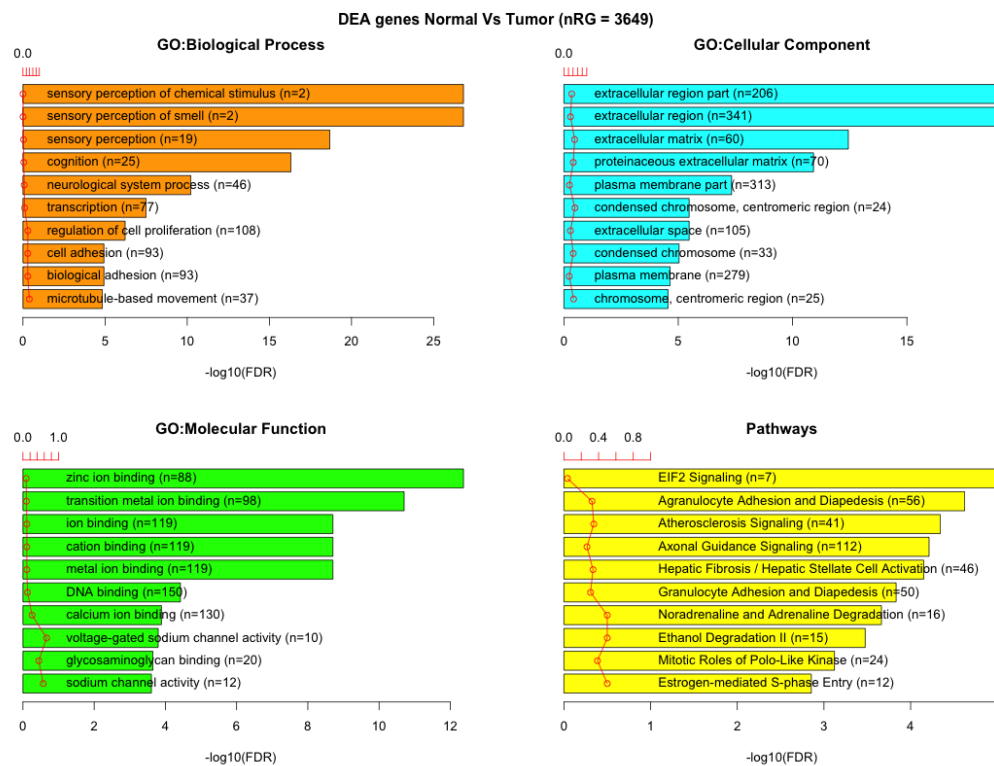 DEA genes Normal Vs Tumor (nRG = 3649)
GO:Biological Process
0.0
sensory perception of chemical stimulus (n=2)
sensory perception of smell (n=2)
sensory perception (n=19)
cognition (n=25)
neurological system process (n=46)
transcription (n=77)
regulation of cell proliferation (n=108)
cell adhesion (n=93)
biological adhesion (n=93)
microtubule-based movement (n=37)
0 5 10 15 20 25
-log10(FDR)
GO:Cellular Component
0.0
extracellular region part (n=206)
extracellular region (n=341)
extracellular matrix (n=60)
proteinaceous extracellular matrix (n=70)
plasma membrane part (n=313)
condensed chromosome, centromeric region (n=24)
extracellular space (n=105)
condensed chromosome (n=33)
plasma membrane (n=279)
chromosome, centromeric region (n=25)
0 5 10 15
-log10(FDR)
GO:Molecular Function
0.0 1.0
zinc ion binding (n=88)
transition metal ion binding (n=98)
ion binding (n=119)
cation binding (n=119)
metal ion binding (n=119)
DNA binding (n=150)
calcium ion binding (n=130)
voltage-gated sodium channel activity (n=10)
glycosaminoglycan binding (n=20)
sodium channel activity (n=12)
0 2 4 6 8 10 12
-log10(FDR)
Pathways
0.0 0.4 0.8
EIF2 Signaling (n=7)
Agranulocyte Adhesion and Diapedesis (n=56)
Atherosclerosis Signaling (n=41)
Axonal Guidance Signaling (n=112)
Hepatic Fibrosis / Hepatic Stellate Cell Activation (n=46)
Granulocyte Adhesion and Diapedesis (n=50)
Noradrenaline and Adrenaline Degradation (n=16)
Ethanol Degradation II (n=15)
Mitotic Roles of Polo-Like Kinase (n=24)
Estrogen-mediated S-phase Entry (n=12)
0 1 2 3 4
-log10(FDR)